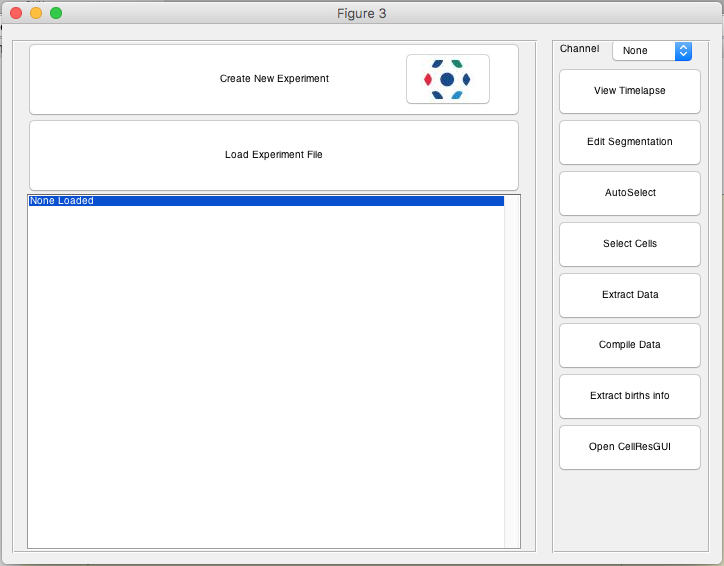 Figure 3
Create New Experiment
Load Experiment File
None Loaded
Channel
None
View Timelapse
Edit Segmentation
AutoSelect
Select Cells
Extract Data
Compile Data
Extract births info
Open CellResGUI